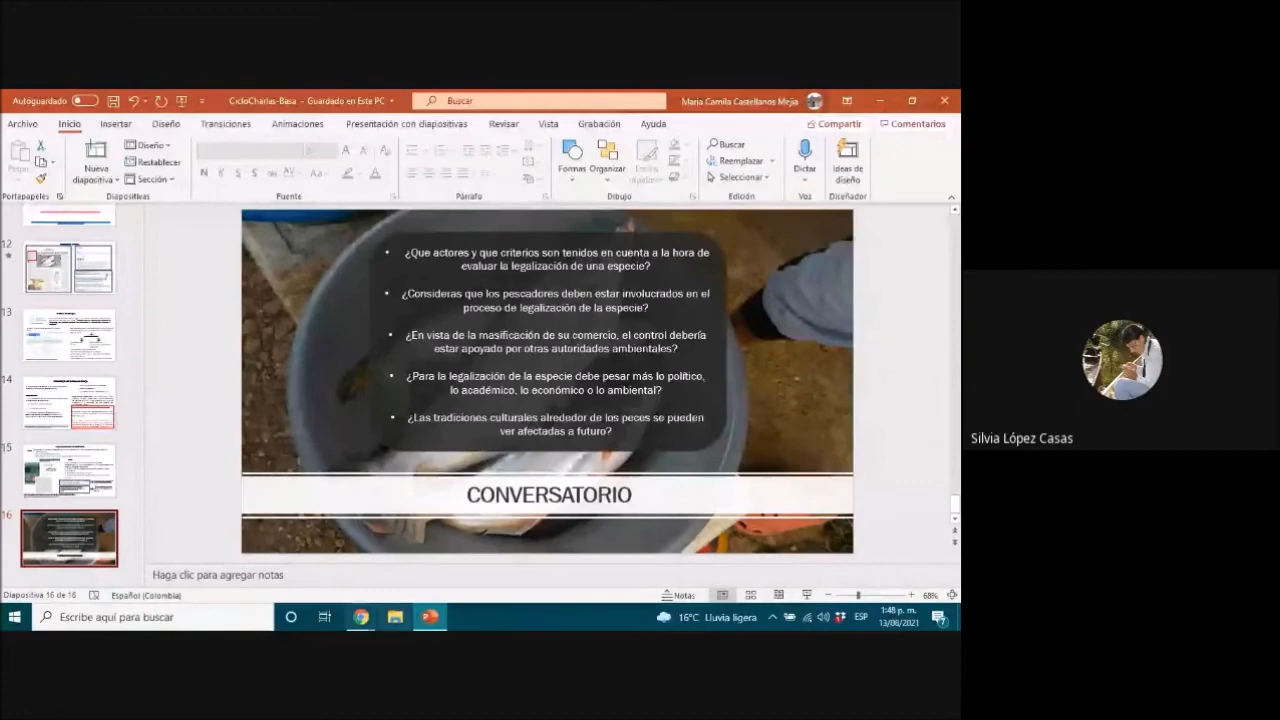 Autoguardado
CicloCharlas-Basa - Guardado en Este PC
Buscar
Maria Camila Castellanos Mejia
Archivo Inicio Insertar Diseño Transiciones Animaciones Presentación con diapositivas Revisar Vista Grabación Ayuda Compartir Comentarios
Nueva diapositiva
Diseño
Restablecer
Sección
Formas
Organizar
Buscar
Reemplazar
Seleccionar
Dictar
Ideas de diseño
Portapapeles
Diapositivas
Fuente
Párrafo
Dibujo
Edición
Voz
Diseñador
12
13
14
15
16
• ¿Que actores y que criterios son tenidos en cuenta a la hora de
evaluar la legalización de una especie?
• ¿Consideras que los pescadores deben estar involucrados en el
proceso de legalización de la especie?
• ¿En vista de la masificación de su comercio, el control debería
estar apoyado por otras autoridades ambientales?
• ¿Para la legalización de la especie debe pesar más lo político,
lo académico, lo económico o lo ambiental?
• ¿Las tradiciones culturales alrededor de los peces se pueden
ver afectadas a futuro?
CONVERSATORIO
Haga clic para agregar notas
Diapositiva 16 de 16
Español (Colombia)
Notas
68%
Escribe aquí para buscar
16°C Lluvia ligera
ESP
1:48 p. m.
13/08/2021
7
Silvia López Casas